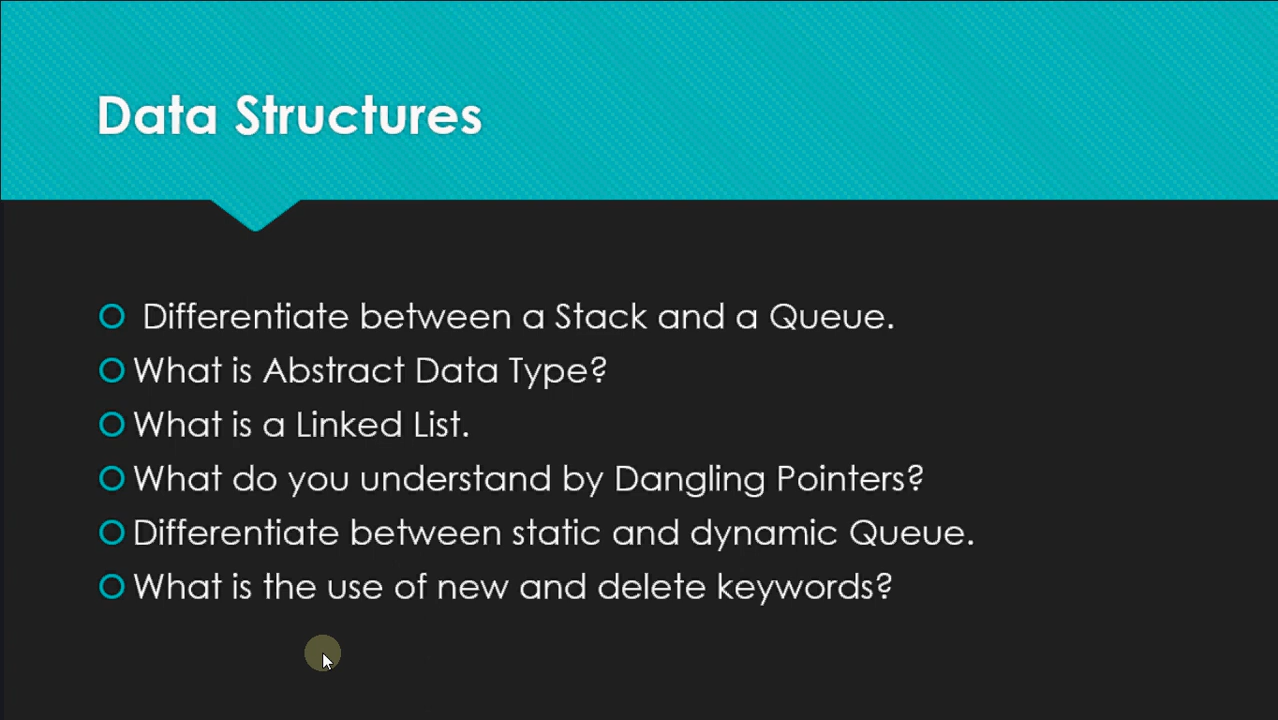 Data Structures
Differentiate between a Stack and a Queue.
What is Abstract Data Type?
What is a Linked List.
What do you understand by Dangling Pointers?
Differentiate between static and dynamic Queue.
What is the use of new and delete keywords?